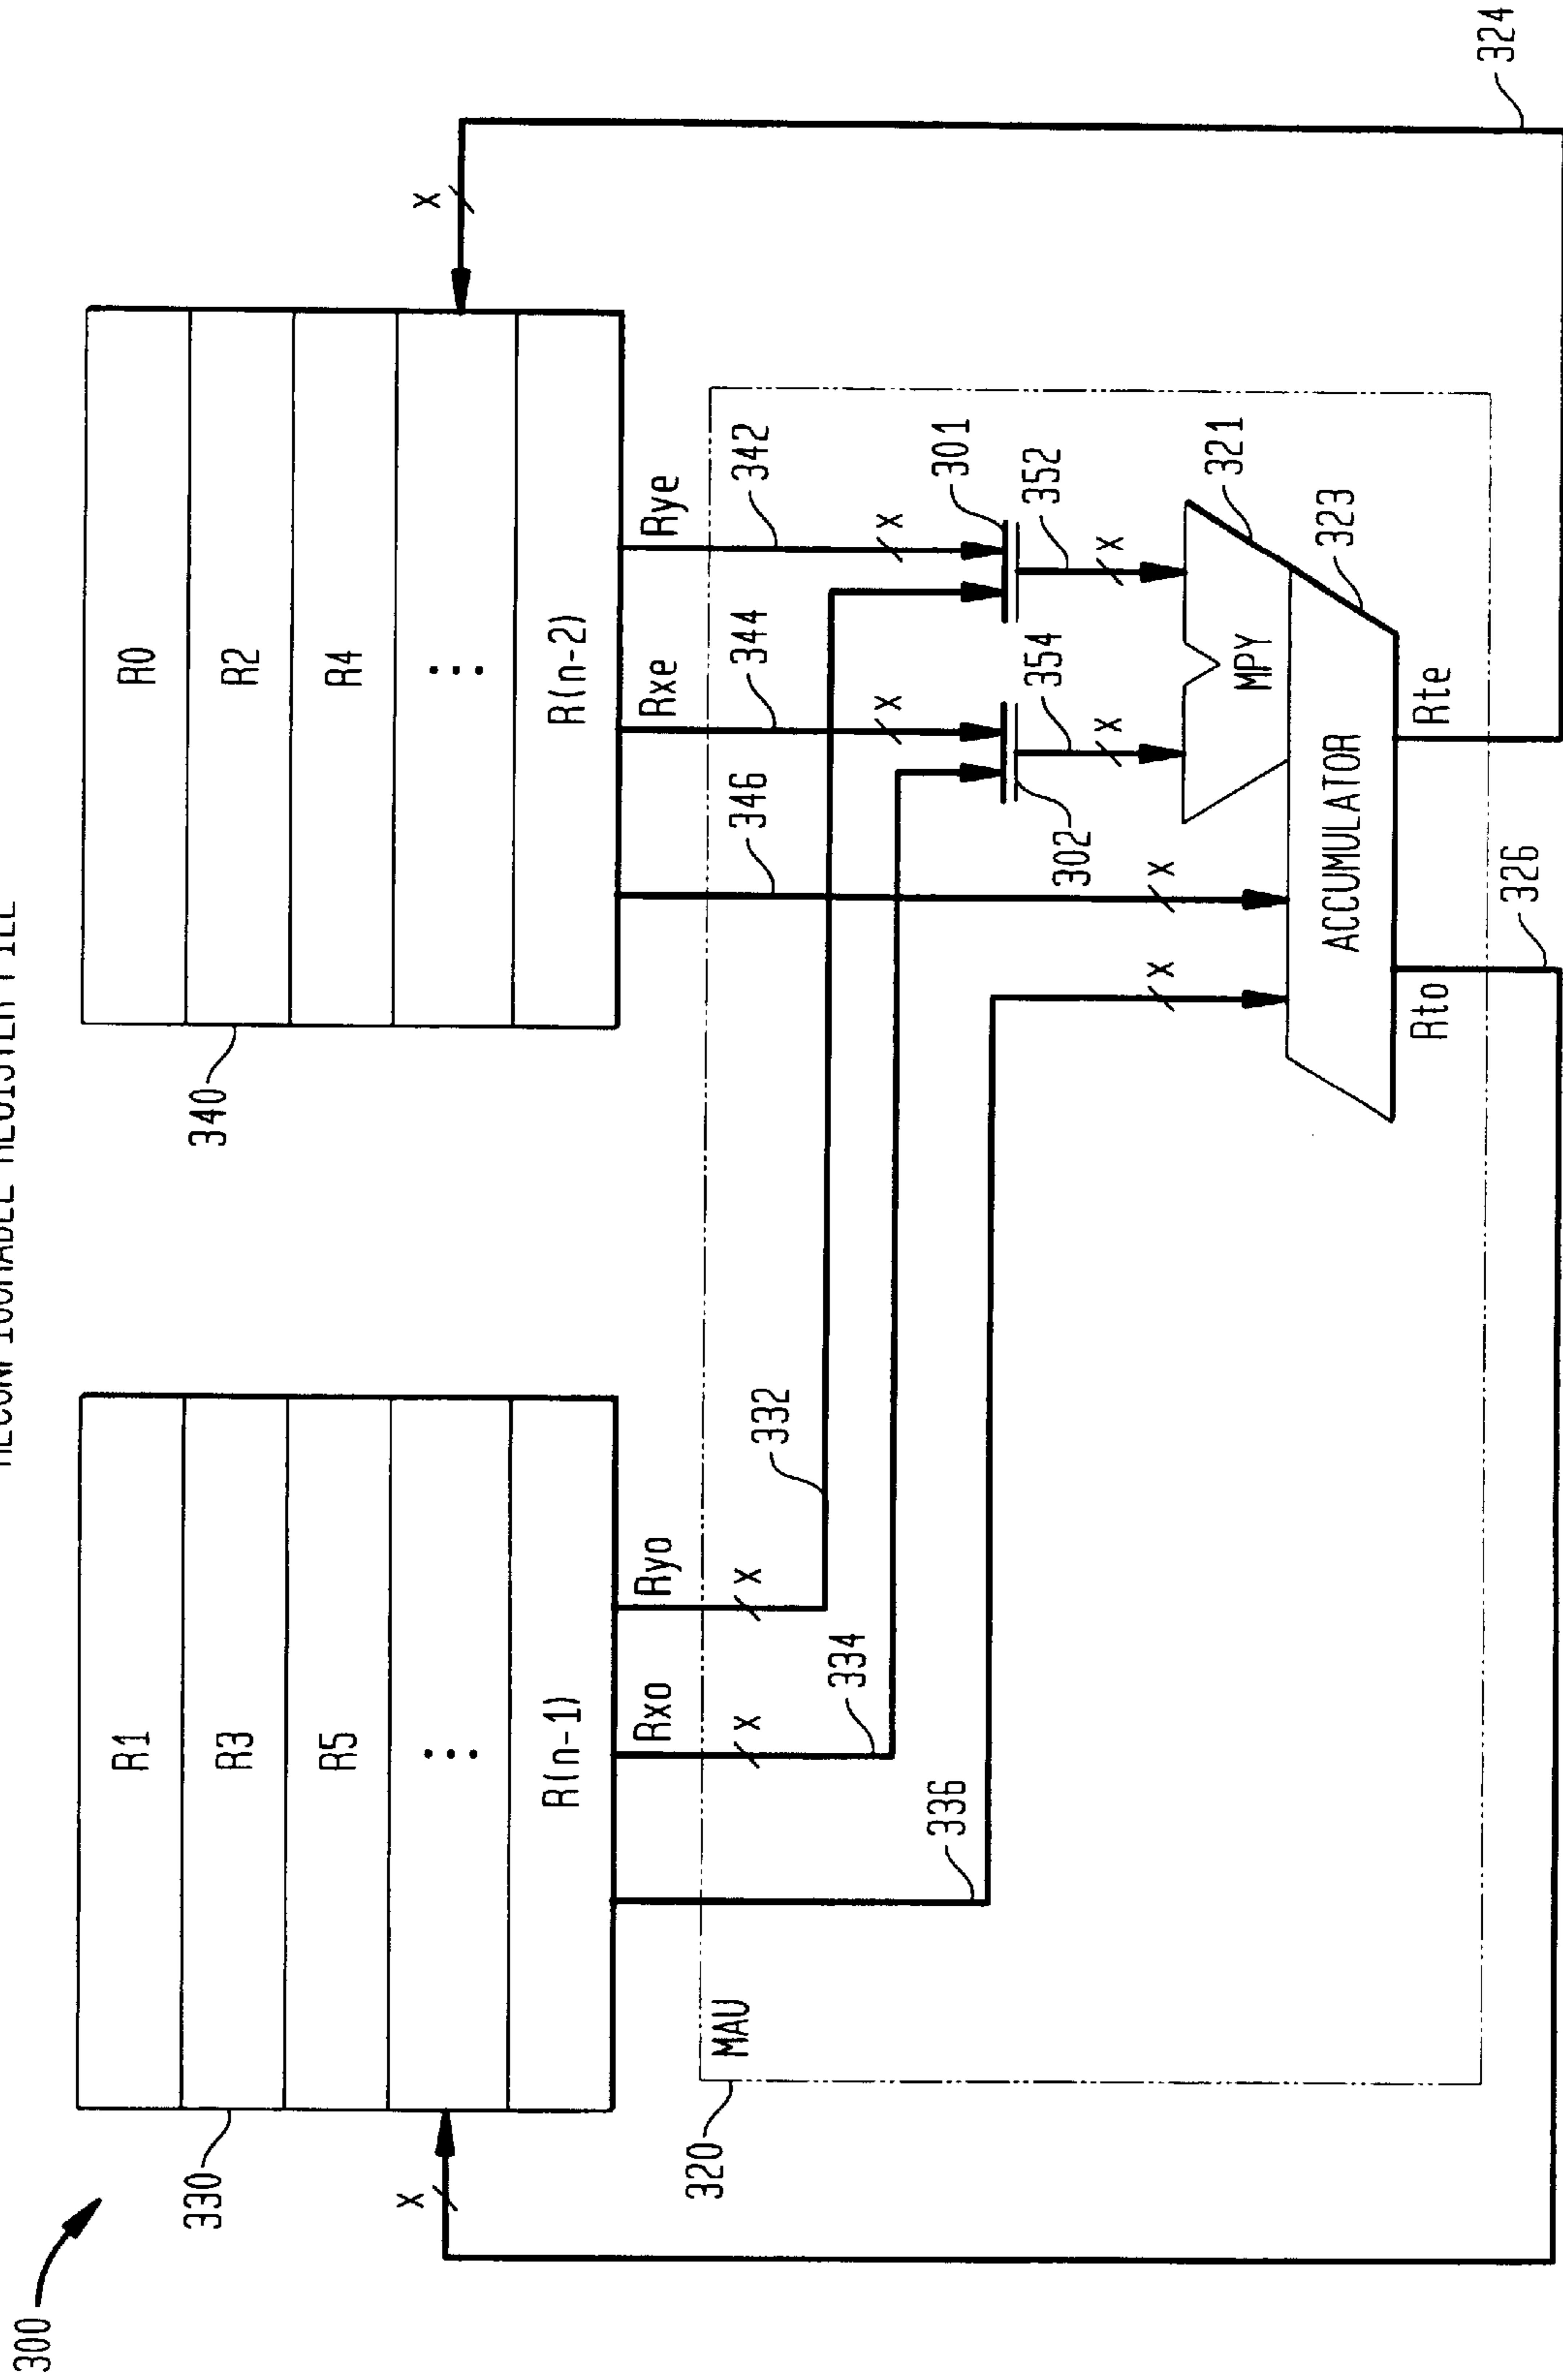 RECONFIGURABLE REGISTER FILE
300
330
R1
R3
R5
⋮
R(n-1)
340
R0
R2
R4
⋮
R(n-2)
X
X
Rxo
Ryo
Rxe
Rye
320
MAU
X
X
336
334
332
346
344
342
X
X
302
301
354
352
X
X
X
X
MPY
321
ACCUMULATOR
323
Rto
Rte
326
324